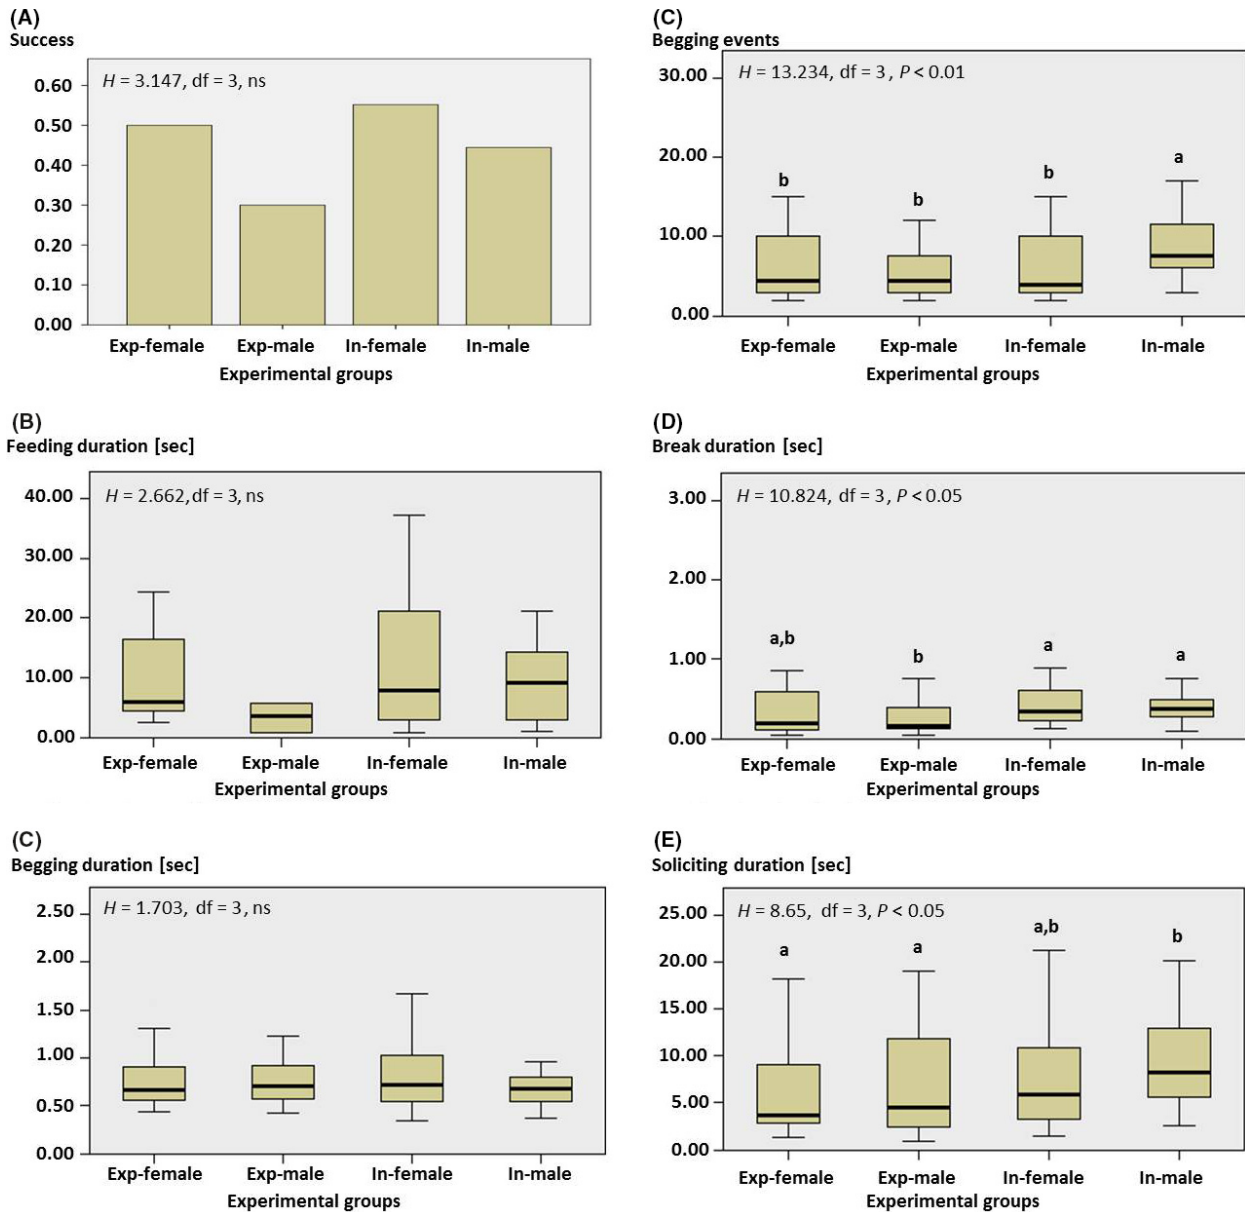 (A)
Success
H = 3.147, df = 3, ns
0.60
0.50
0.40
0.30
0.20
0.10
0.00
Exp-female Exp-male In-female In-male
Experimental groups
(B)
Feeding duration [sec]
H = 2.662, df = 3, ns
40.00
30.00
20.00
10.00
0.00
Exp-female Exp-male In-female In-male
Experimental groups
(C)
Begging duration [sec]
H = 1.703, df = 3, ns
2.50
2.00
1.50
1.00
0.50
0.00
Exp-female Exp-male In-female In-male
Experimental groups
(C)
Begging events
H = 13.234, df = 3, P < 0.01
30.00
20.00
10.00
0.00
b b b a
Exp-female Exp-male In-female In-male
Experimental groups
(D)
Break duration [sec]
H = 10.824, df = 3, P < 0.05
3.00
2.00
1.00
0.00
a,b b a a
Exp-female Exp-male In-female In-male
Experimental groups
(E)
Soliciting duration [sec]
H = 8.65, df = 3, P < 0.05
25.00
20.00
15.00
10.00
5.00
0.00
a a a,b b
Exp-female Exp-male In-female In-male
Experimental groups